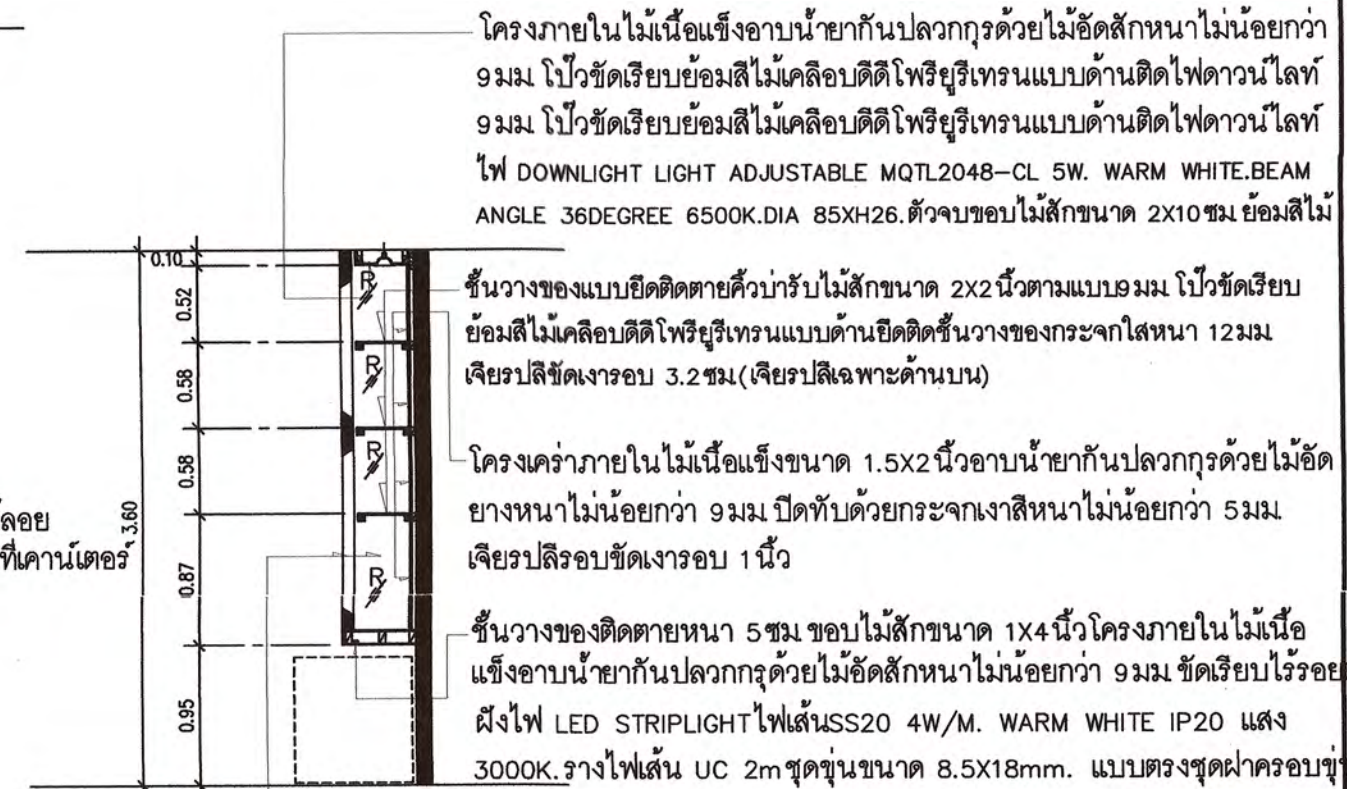 โครงภายในไม้เนื้อแข็งอาบน้ำยากันปลวกกรุด้วยไม้อัดสักหนาไม่น้อยกว่า
9มม. โป๊วขัดเรียบย้อมสีไม้เคลือบดีดีโพรียูรีเทรนแบบด้านติดไฟดาวน์ไลท์
9มม. โป๊วขัดเรียบย้อมสีไม้เคลือบดีดีโพรียูรีเทรนแบบด้านติดไฟดาวน์ไลท์
ไฟ DOWNLIGHT LIGHT ADJUSTABLE MQTL2048-CL 5W. WARM WHITE.BEAM
ANGLE 36DEGREE 6500K.DIA 85XH26.ตัวจบขอบไม้สักขนาด 2X10ซม.ย้อมสีไม้
ชั้นวางของแบบยึดติดตายคิ้วบ่ารับไม้สักขนาด 2X2นิ้วตามแบบ9มม. โป๊วขัดเรียบ
ย้อมสีไม้เคลือบดีดีโพรียูรีเทรนแบบด้านยึดติดชั้นวางของกระจกใสหนา 12มม.
เจียรปลีขัดเงารอบ 3.2ซม.(เจียรปลีเฉพาะด้านบน)
โครงเคร่าภายในไม้เนื้อแข็งขนาด 1.5X2นิ้วอาบน้ำยากันปลวกกรุด้วยไม้อัด
ยางหนาไม่น้อยกว่า 9มม.ปิดทับด้วยกระจกเงาสีหนาไม่น้อยกว่า 5มม.
เจียรปลีรอบขัดเงารอบ 1นิ้ว
ชั้นวางของติดตายหนา 5ซม.ขอบไม้สักขนาด 1X4นิ้วโครงภายในไม้เนื้อ
แข็งอาบน้ำยากันปลวกกรุด้วยไม้อัดสักหนาไม่น้อยกว่า 9มม.ขัดเรียบไร้รอย
ฝังไฟ LED STRIPLIGHTไฟเส้นSS20 4W/M. WARM WHITE IP20 แสง
3000K.รางไฟเส้น UC 2mชุดขุ่นขนาด 8.5X18mm. แบบตรงชุดฝาครอบขุ่
0.10
0.52
0.58
0.58
0.87
0.95
3.60
R
R
R
R
ลอย
ที่เคาน์เตอร์